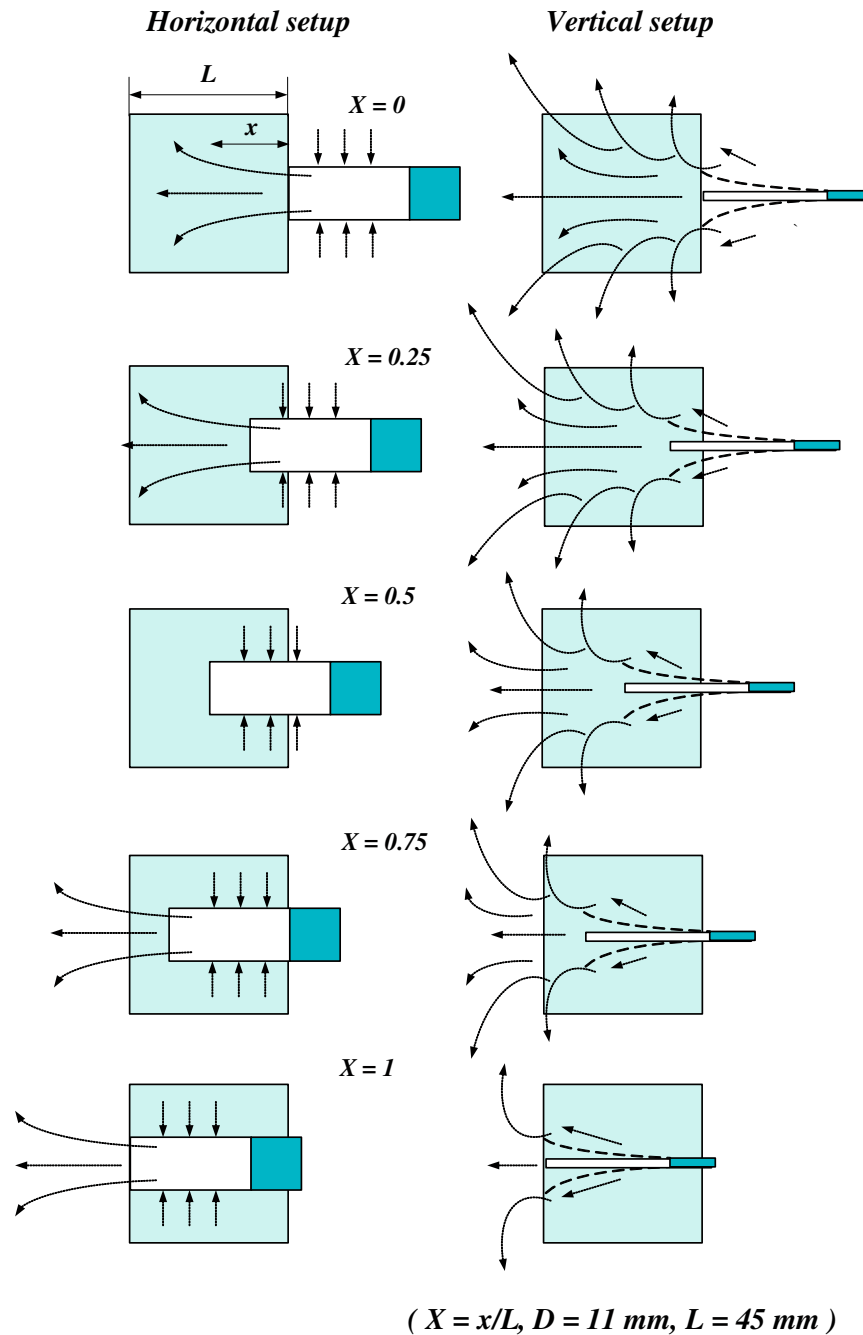 Horizontal setup
Vertical setup
L
X = 0
x
X = 0.25
X = 0.5
X = 0.75
X = 1
( X = x/L, D = 11 mm, L = 45 mm )